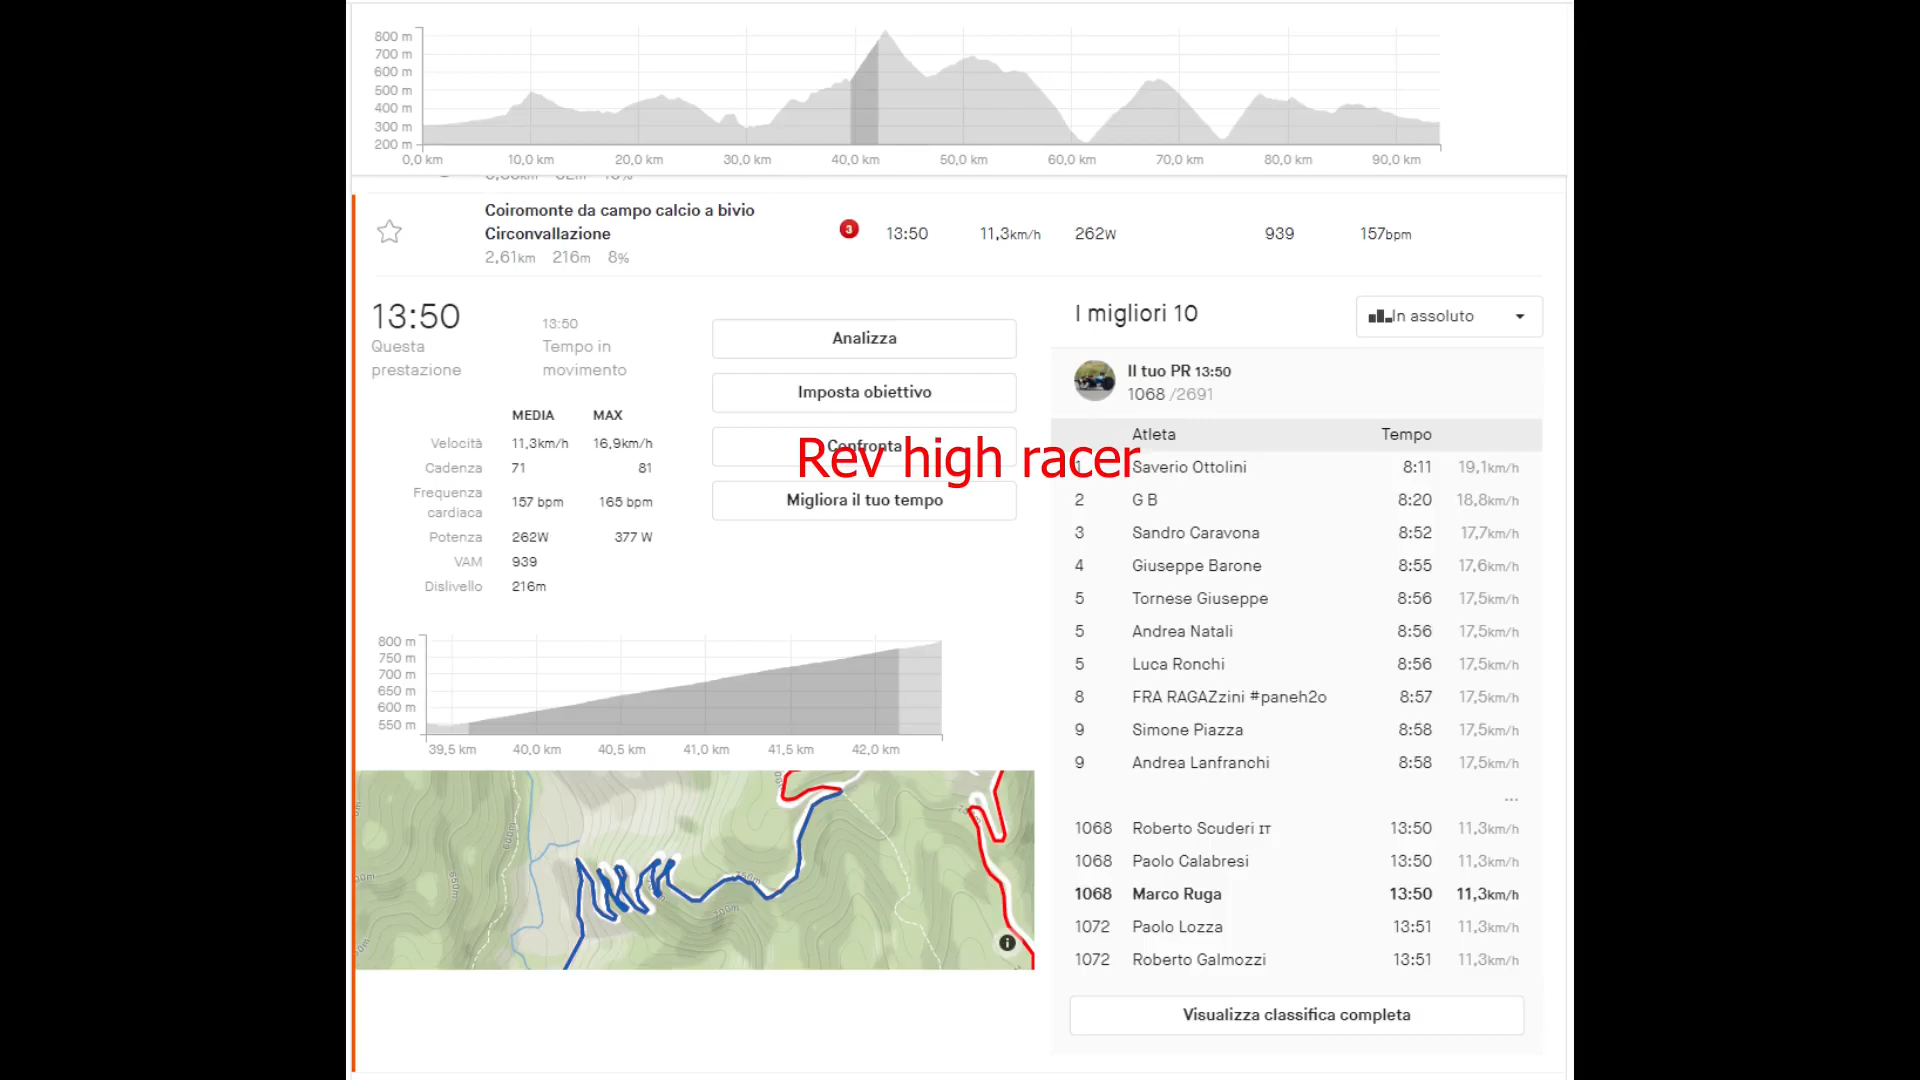 800 m
700 m
600 m
500 m
400 m
300 m
200 m
0,0 km 10,0 km 20,0 km 30,0 km 40,0 km 50,0 km 60,0 km 70,0 km 80,0 km 90,0 km
Coiromonte da campo calcio a bivio
Circonvallazione
2,61km 216m 8%
3 13:50 11,3km/h 262W 939 157bpm
13:50
Questa
prestazione
13:50
Tempo in
movimento
MEDIA MAX
Velocità 11,3km/h 16,9km/h
Cadenza 71 81
Frequenza
cardiaca 157 bpm 165 bpm
Potenza 262W 377 W
VAM 939
Dislivello 216m
Analizza
Imposta obiettivo
Confronta
Migliora il tuo tempo
Rev high racer
800 m
750 m
700 m
650 m
600 m
550 m
39,5 km 40,0 km 40,5 km 41,0 km 41,5 km 42,0 km
600m
650m
750m
700m
I migliori 10
In assoluto
Il tuo PR 13:50
1068 /2691
Atleta Tempo
1 Saverio Ottolini 8:11 19,1km/h
2 G B 8:20 18,8km/h
3 Sandro Caravona 8:52 17,7km/h
4 Giuseppe Barone 8:55 17,6km/h
5 Tornese Giuseppe 8:56 17,5km/h
5 Andrea Natali 8:56 17,5km/h
5 Luca Ronchi 8:56 17,5km/h
8 FRA RAGAZzini #paneh2o 8:57 17,5km/h
9 Simone Piazza 8:58 17,5km/h
9 Andrea Lanfranchi 8:58 17,5km/h
...
1068 Roberto Scuderi IT 13:50 11,3km/h
1068 Paolo Calabresi 13:50 11,3km/h
1068 Marco Ruga 13:50 11,3km/h
1072 Paolo Lozza 13:51 11,3km/h
1072 Roberto Galmozzi 13:51 11,3km/h
Visualizza classifica completa